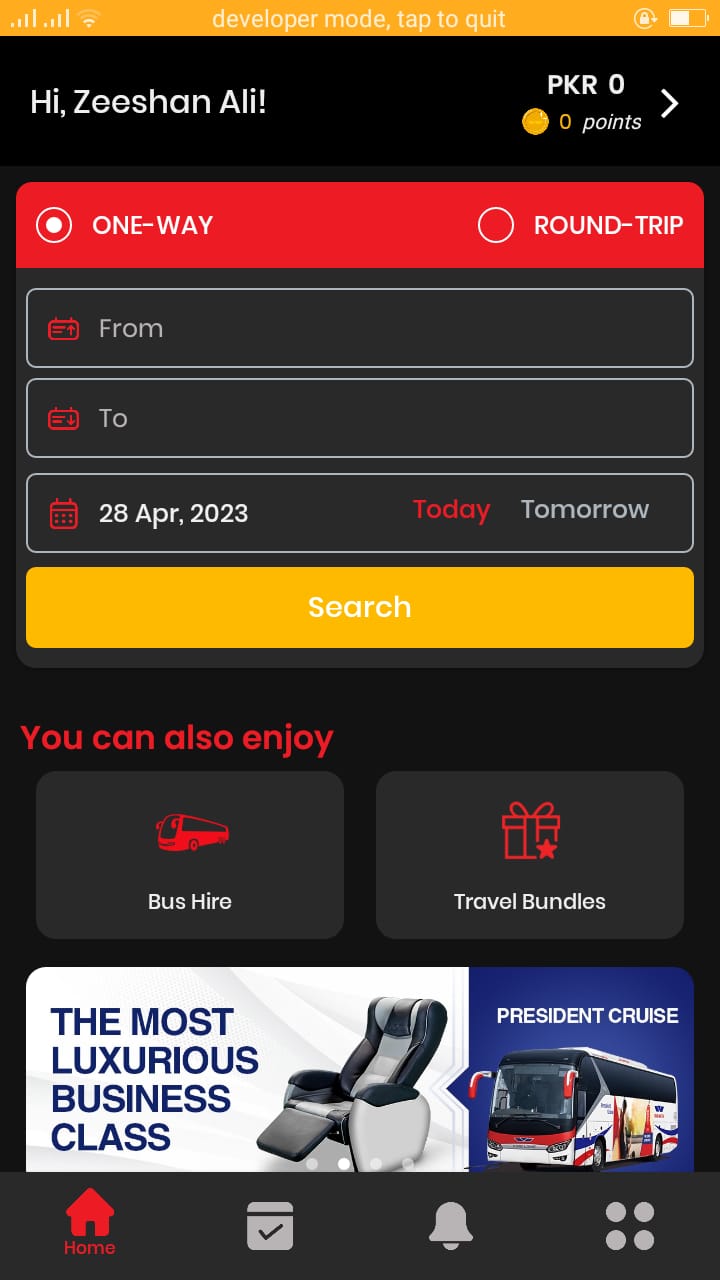 developer mode, tap to quit
Hi, Zeeshan Ali!
PKR 0
0 points
ONE-WAY
ROUND-TRIP
From
To
28 Apr, 2023
Today
Tomorrow
Search
You can also enjoy
Bus Hire
Travel Bundles
THE MOST
LUXURIOUS
BUSINESS
CLASS
PRESIDENT CRUISE
Home